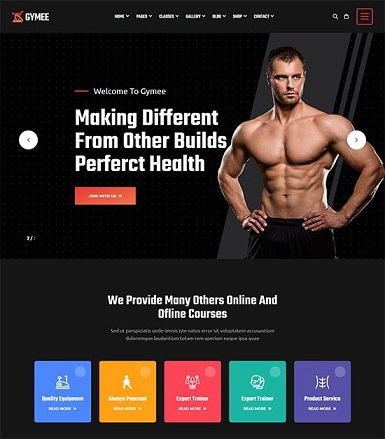 GYMEE
HOME PAGES CLASSES GALLERY BLOG SHOP CONTACT
Welcome To Gymee
Making Different
From Other Builds
Perferct Health
JOIN WITH US »
2 /
We Provide Many Others Online And
Ofline Courses
Sed ut perspiciatis unde omnis iste natus error sit voluptatem accusantium
doloremque laudantium totam rem aperiam eaque ipsa quae
Quality Equipment
Always Punctual
Expert Trainer
Expert Trainer
Product Service
READ MORE »
READ MORE »
READ MORE »
READ MORE »
READ MORE »